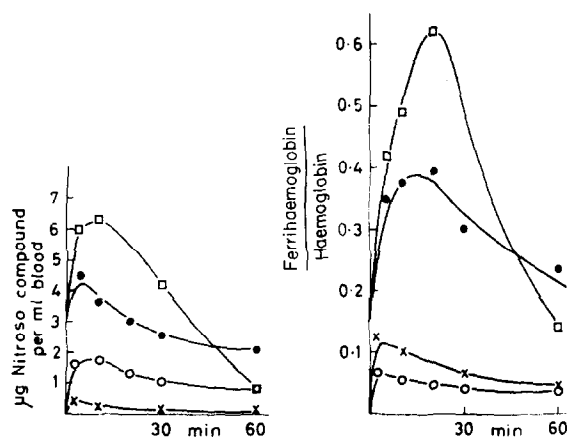 µg Nitroso compound
per ml blood
7
6
5
4
3
2
1
30 min 60
Ferrihaemoglobin
Haemoglobin
0·6
0·5
0·4
0·3
0·2
0·1
30 min 60